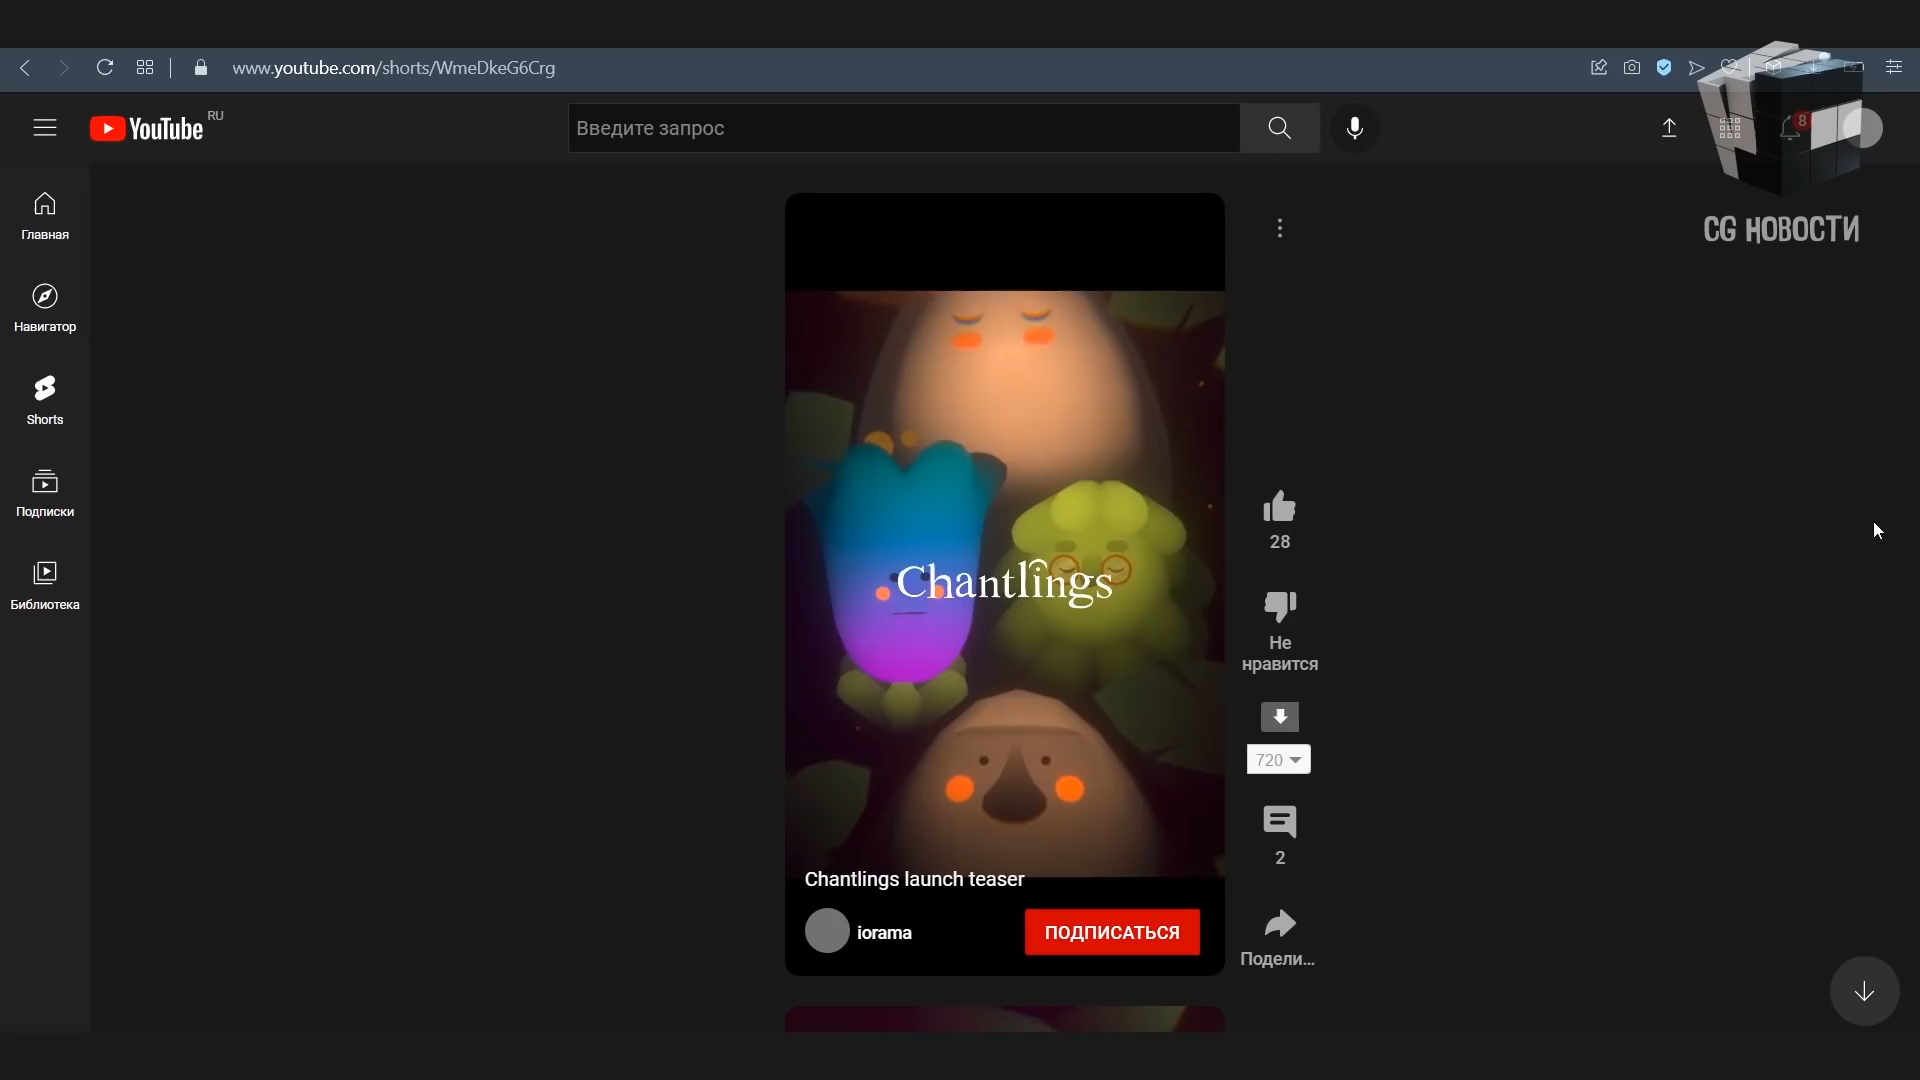 www.youtube.com/shorts/WmeDkeG6Crg
YouTube RU
Введите запрос
8
CG НОВОСТИ
Главная
Навигатор
Shorts
Подписки
Библиотека
Chantlings
28
Не
нравится
720
2
Подели...
Chantlings launch teaser
iorama
ПОДПИСАТЬСЯ